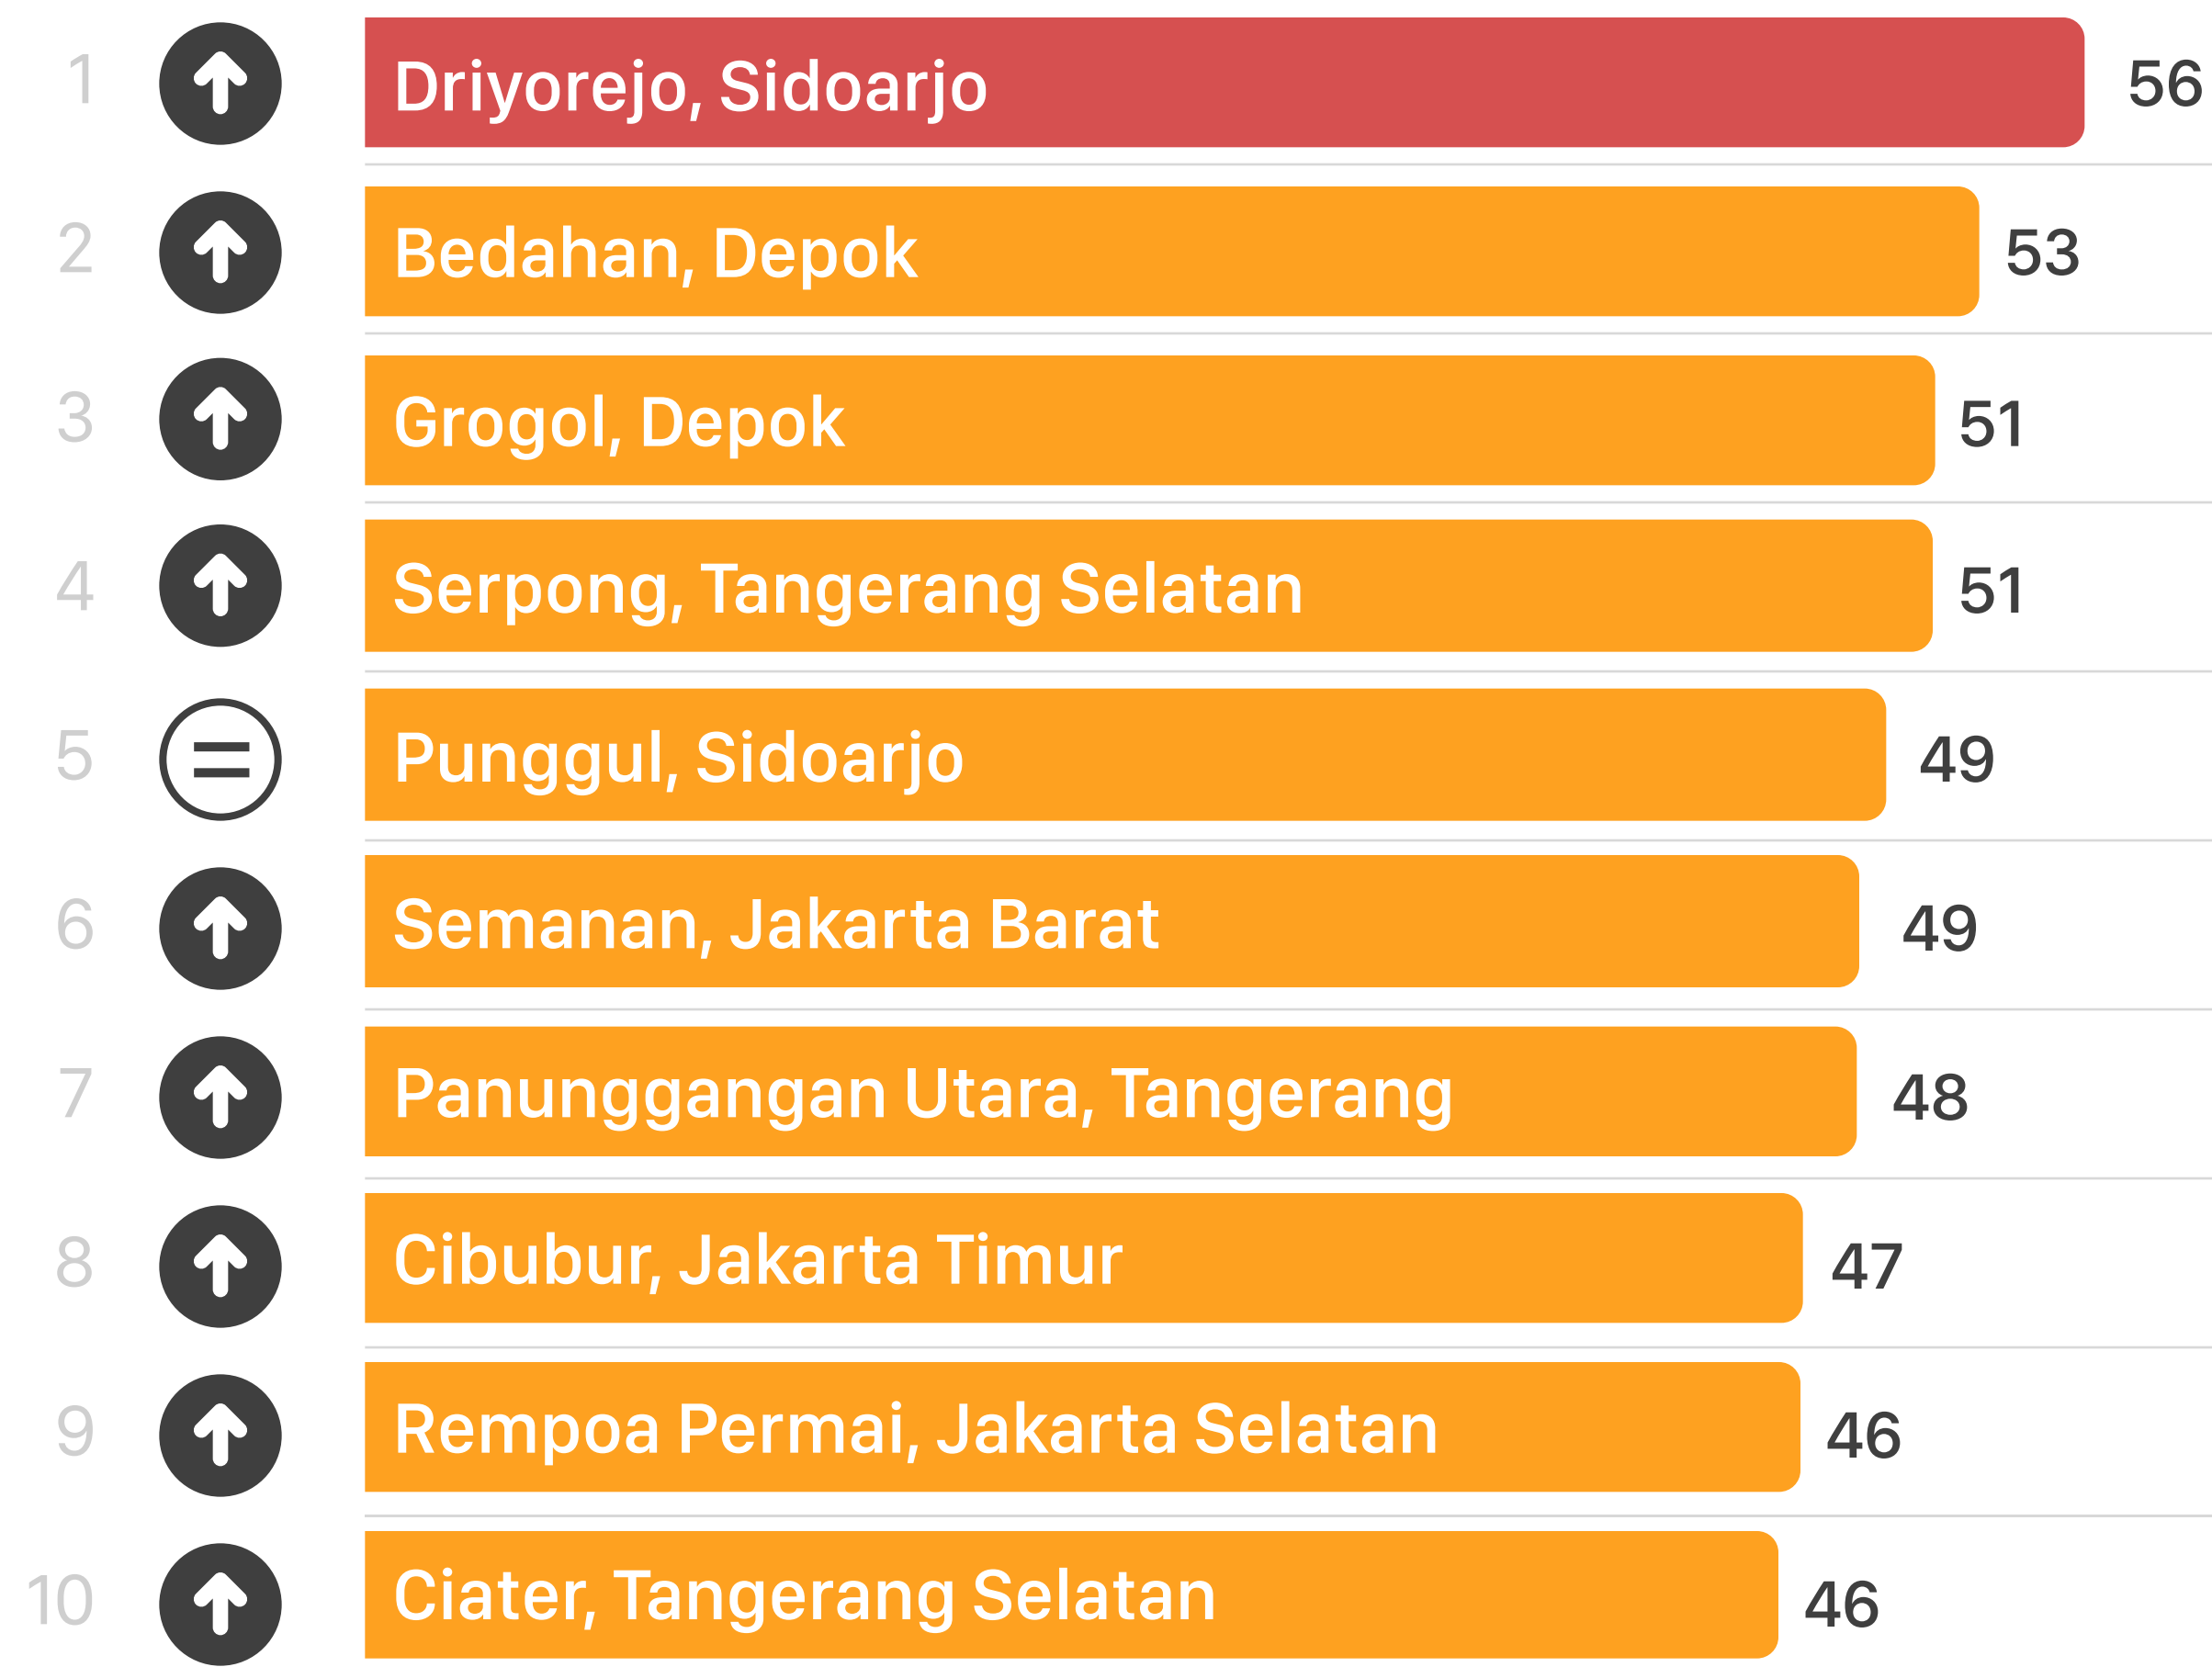 1 Driyorejo, Sidoarjo 56
2 Bedahan, Depok 53
3 Grogol, Depok 51
4 Serpong, Tangerang Selatan 51
5 Punggul, Sidoarjo 49
6 Semanan, Jakarta Barat 49
7 Panunggangan Utara, Tangerang 48
8 Cibubur, Jakarta Timur 47
9 Rempoa Permai, Jakarta Selatan 46
10 Ciater, Tangerang Selatan 46